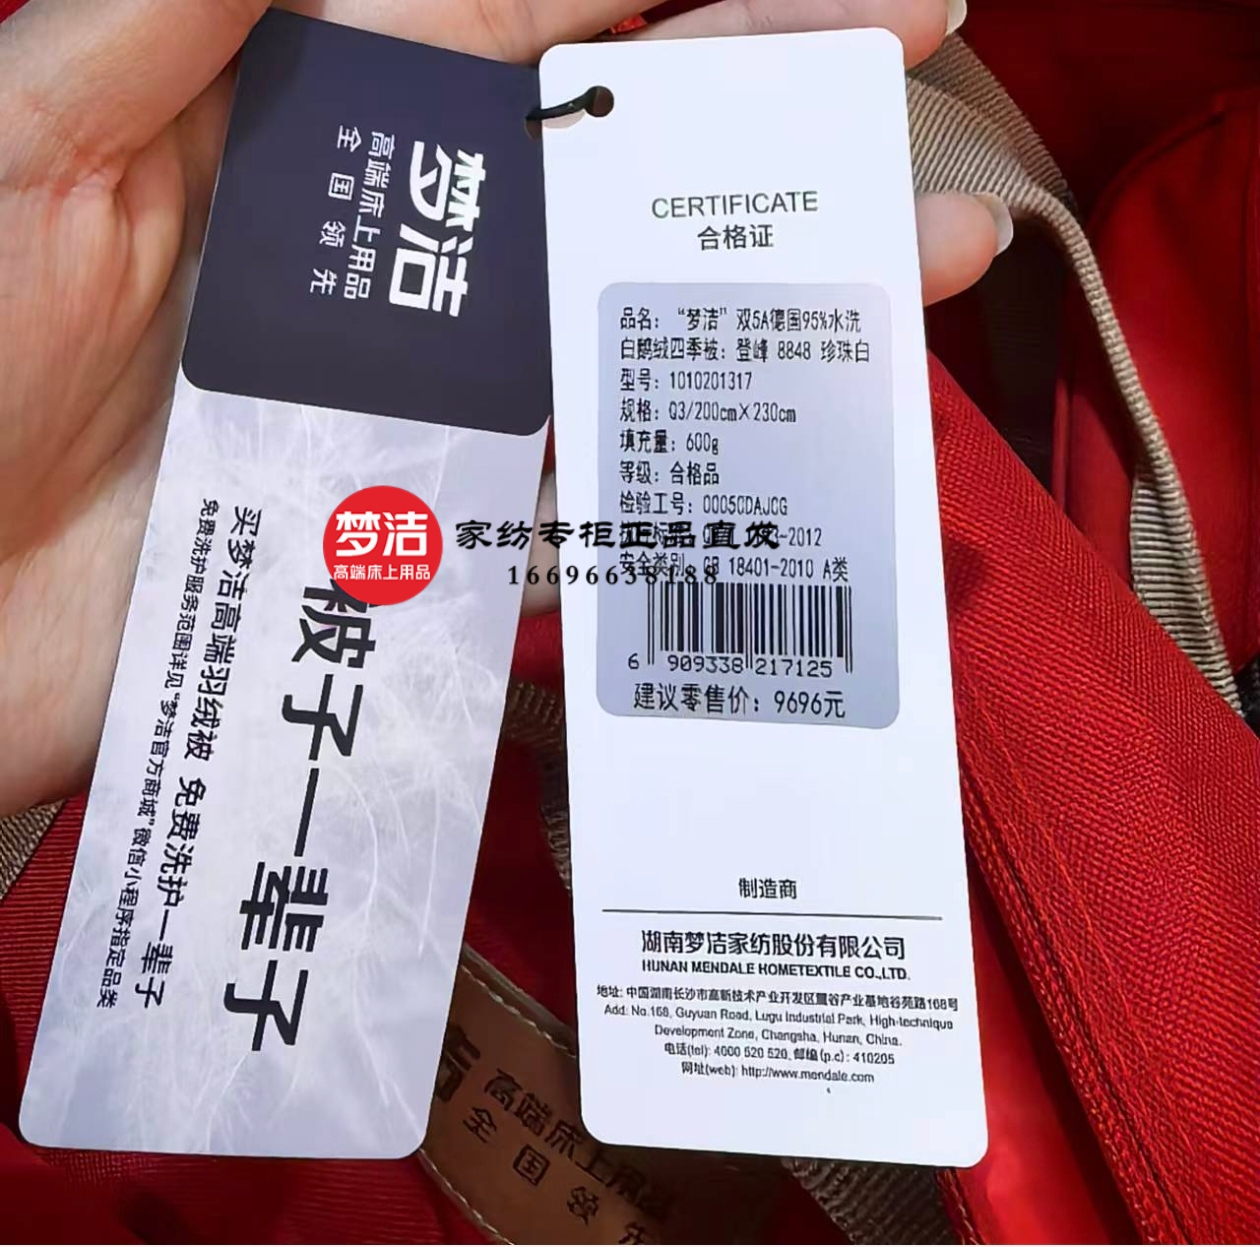 梦洁
高端床上用品
全国领先
一被子一辈子
买梦洁高端羽绒被 免费洗护一辈子
免费洗护服务范围详见“梦洁官方商城”微信小程序指定品类
梦洁
高端床上用品
家纺专柜正品直发
16696638188
CERTIFICATE
合格证
品名：“梦洁”双5A德国95%水洗
白鹅绒四季被：登峰 8848 珍珠白
型号：1010201317
规格：Q3/200cm×230cm
填充量：600g
等级：合格品
检验工号：0005CDAJCG
-2012
安全类别：GB 18401-2010 A类
6 909338 217125
建议零售价：9696元
制造商
湖南梦洁家纺股份有限公司
HUNAN MENDALE HOMETEXTILE CO.,LTD.
地址：中国湖南长沙市高新技术产业开发区麓谷产业基地谷苑路168号
Add: No.168, Guyuan Road, Lugu Industrial Park, High-technique
Development Zone, Changsha, Hunan, China.
电话(tel): 4000 520 520 邮编(p.c): 410205
网址(web): http://www.mendale.com
高端床上用品
全国领先